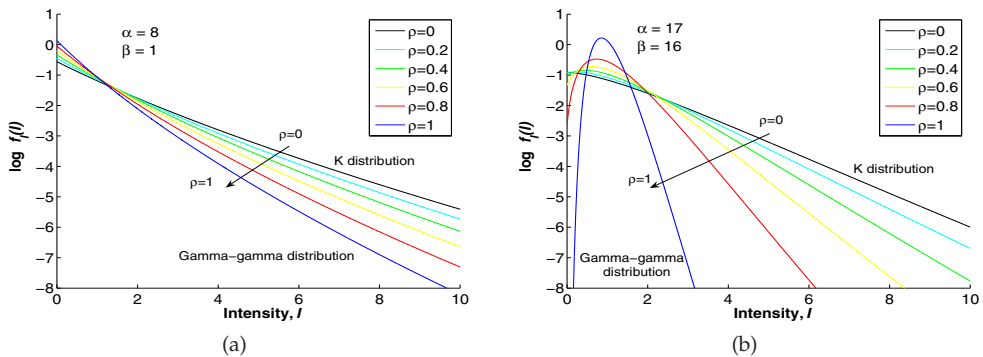 1
0
−1
−2
−3
−4
−5
−6
−7
−8
log f_I(I)
α = 8
β = 1
ρ=0
ρ=0.2
ρ=0.4
ρ=0.6
ρ=0.8
ρ=1
ρ=0
K distribution
ρ=1
Gamma−gamma distribution
0 2 4 6 8 10
Intensity, I
(a)
1
0
−1
−2
−3
−4
−5
−6
−7
−8
log f_I(I)
α = 17
β = 16
ρ=0
ρ=0.2
ρ=0.4
ρ=0.6
ρ=0.8
ρ=1
ρ=0
K distribution
ρ=1
Gamma−gamma
distribution
0 2 4 6 8 10
Intensity, I
(b)